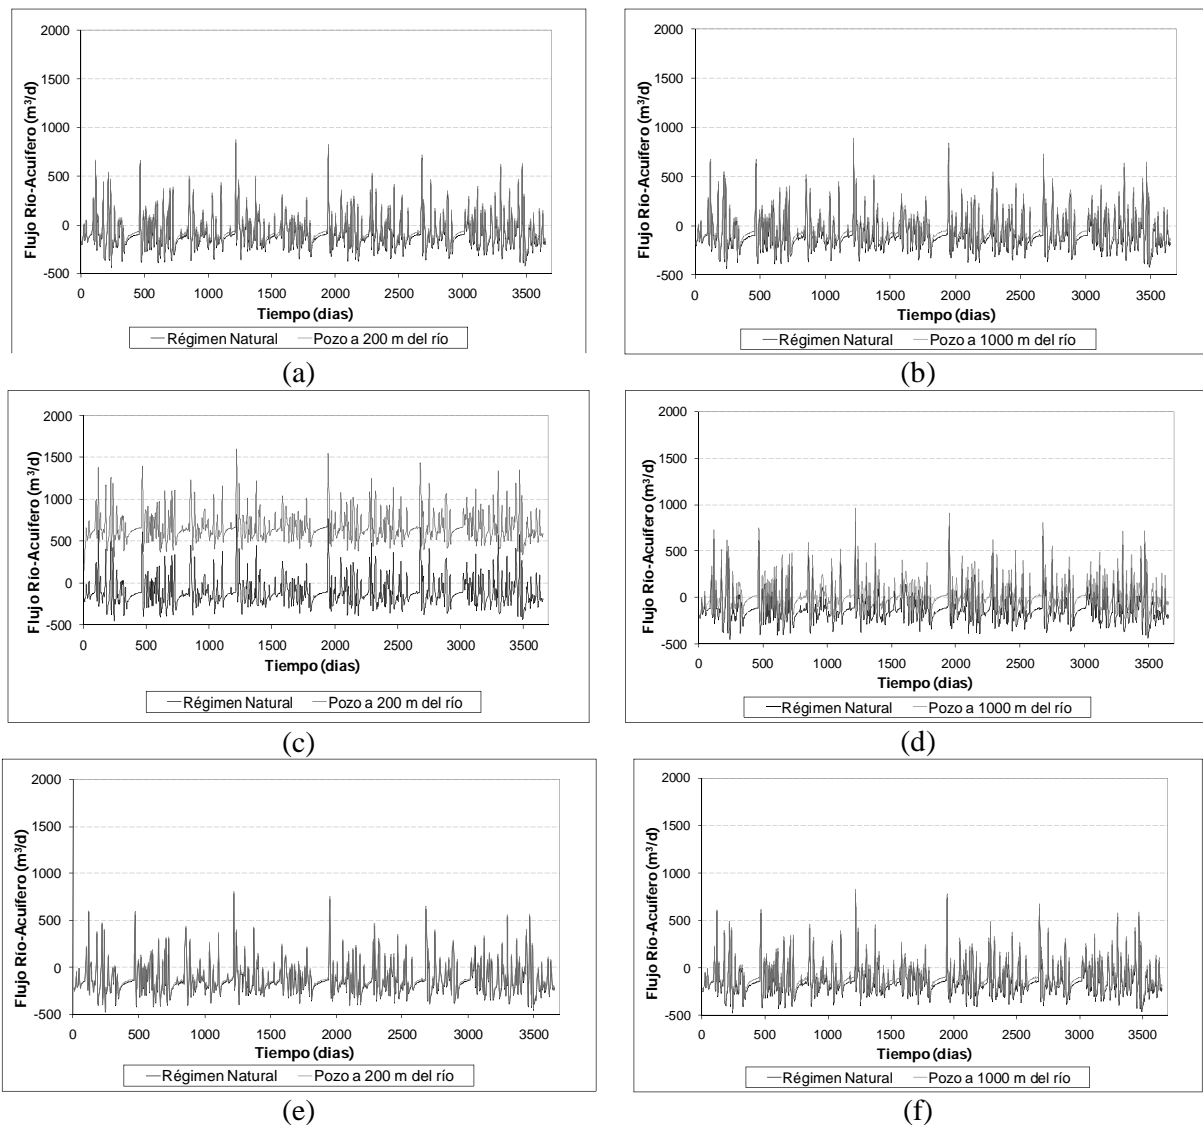 2000
1500
1000
500
0
-500
Flujo Río-Acuífero (m³/d)
0 500 1000 1500 2000 2500 3000 3500
Tiempo (dias)
Régimen Natural Pozo a 200 m del río
(a)
2000
1500
1000
500
0
-500
Flujo Río-Acuífero (m³/d)
0 500 1000 1500 2000 2500 3000 3500
Tiempo (dias)
Régimen Natural Pozo a 1000 m del río
(b)
2000
1500
1000
500
0
-500
Flujo Río-Acuífero (m³/d)
0 500 1000 1500 2000 2500 3000 3500
Tiempo (dias)
Régimen Natural Pozo a 200 m del río
(c)
2000
1500
1000
500
0
-500
Flujo Río-Acuífero (m³/d)
0 500 1000 1500 2000 2500 3000 3500
Tiempo (dias)
Régimen Natural Pozo a 1000 m del río
(d)
2000
1500
1000
500
0
-500
Flujo Río-Acuífero (m³/d)
0 500 1000 1500 2000 2500 3000 3500
Tiempo (dias)
Régimen Natural Pozo a 200 m del río
(e)
2000
1500
1000
500
0
-500
Flujo Río-Acuífero (m³/d)
0 500 1000 1500 2000 2500 3000 3500
Tiempo (dias)
Régimen Natural Pozo a 1000 m del río
(f)